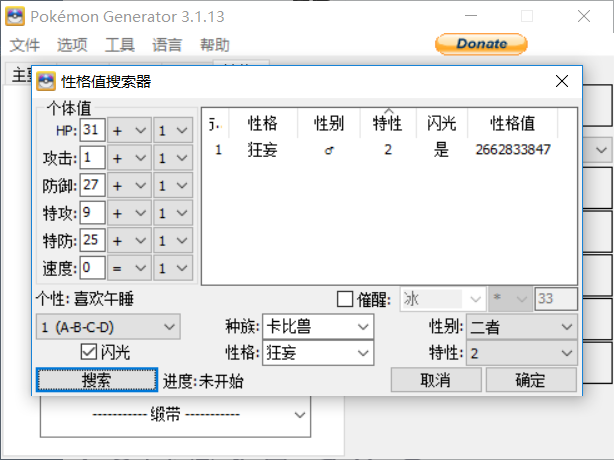 Pokémon Generator 3.1.13
文件 选项 工具 语言 帮助
Donate
性格值搜索器
个体值
HP: 31 + 1
攻击: 1 + 1
防御: 27 + 1
特攻: 9 + 1
特防: 25 + 1
速度: 0 = 1
性格 性别 特性 闪光 性格值
1 狂妄 ♂ 2 是 2662833847
个性: 喜欢午睡
催醒: 冰 * 33
1 (A-B-C-D) 种族: 卡比兽 性别: 二者
闪光 性格: 狂妄 特性: 2
搜索 进度: 未开始 取消 确定
----------- 缎带 -----------